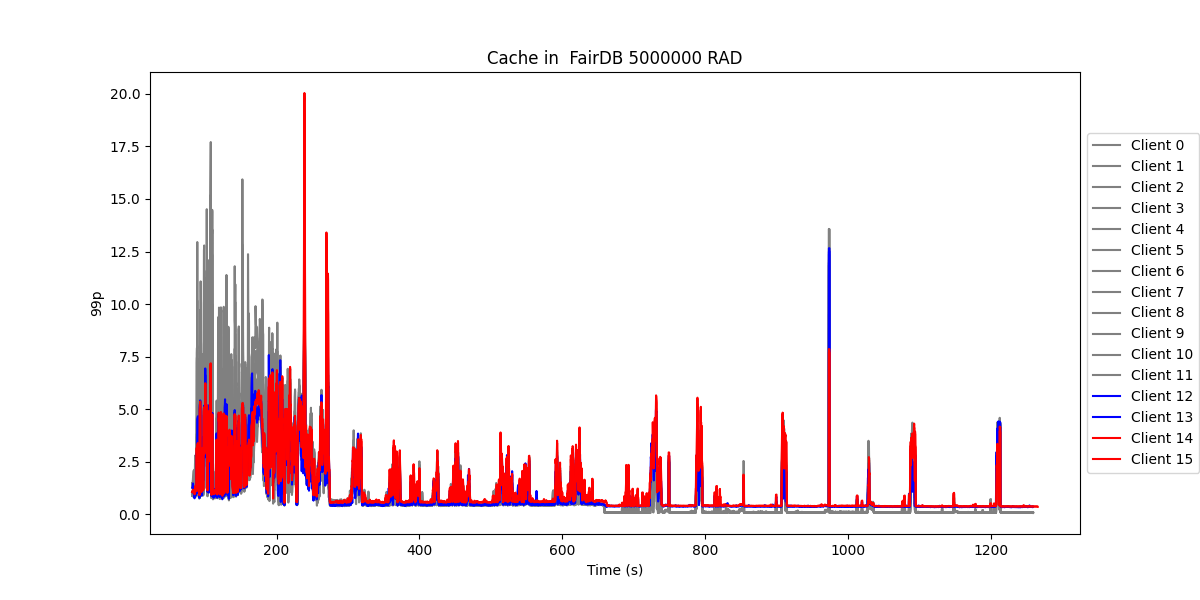 Cache in  FairDB 5000000 RAD
20.0
17.5
15.0
12.5
10.0
7.5
5.0
2.5
0.0
99p
200
400
600
800
1000
1200
Time (s)
Client 0
Client 1
Client 2
Client 3
Client 4
Client 5
Client 6
Client 7
Client 8
Client 9
Client 10
Client 11
Client 12
Client 13
Client 14
Client 15